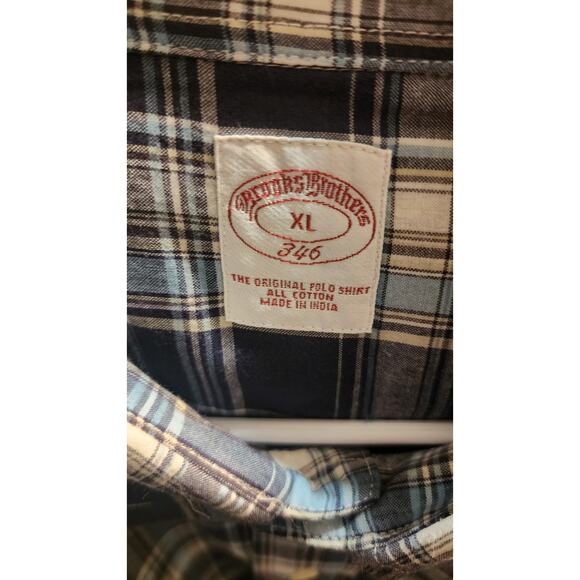 Brooks Brothers
XL
346
THE ORIGINAL POLO SHIRT
ALL COTTON
MADE IN INDIA